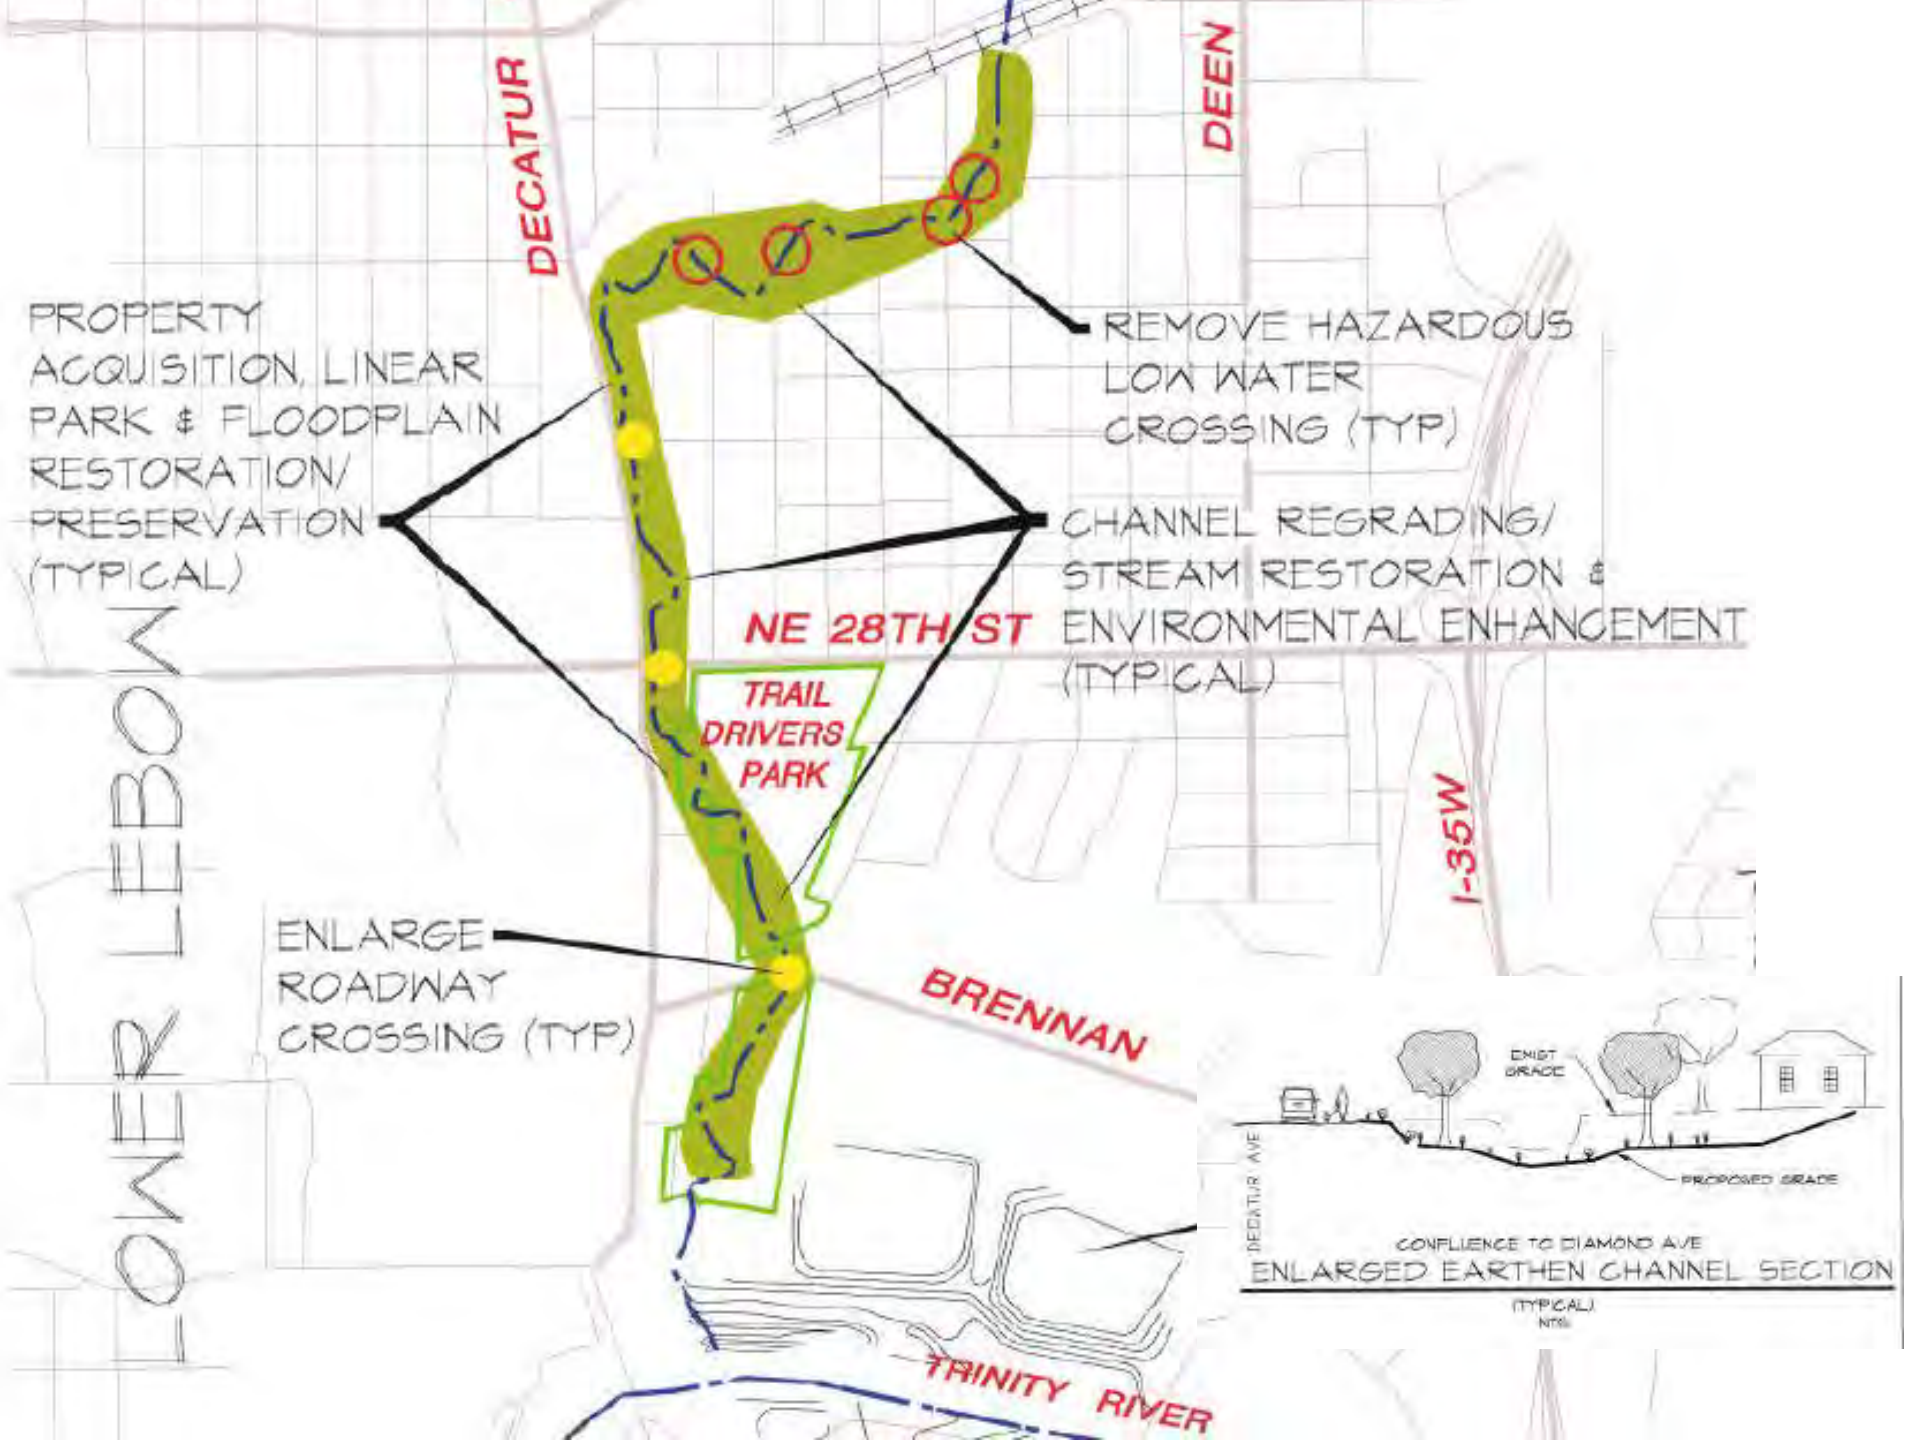 DECATUR
DEEN
PROPERTY
ACQUISITION, LINEAR
PARK & FLOODPLAIN
RESTORATION/
PRESERVATION
(TYPICAL)
REMOVE HAZARDOUS
LOW WATER
CROSSING (TYP)
CHANNEL REGRADING/
STREAM RESTORATION &
ENVIRONMENTAL ENHANCEMENT
(TYPICAL)
NE 28TH ST
TRAIL
DRIVERS
PARK
LOWER LEBOW
I-35W
ENLARGE
ROADWAY
CROSSING (TYP)
BRENNAN
EXIST
GRADE
PROPOSED GRADE
DECATUR AVE
CONFLUENCE TO DIAMOND AVE
ENLARGED EARTHEN CHANNEL SECTION
(TYPICAL)
NTS
TRINITY RIVER